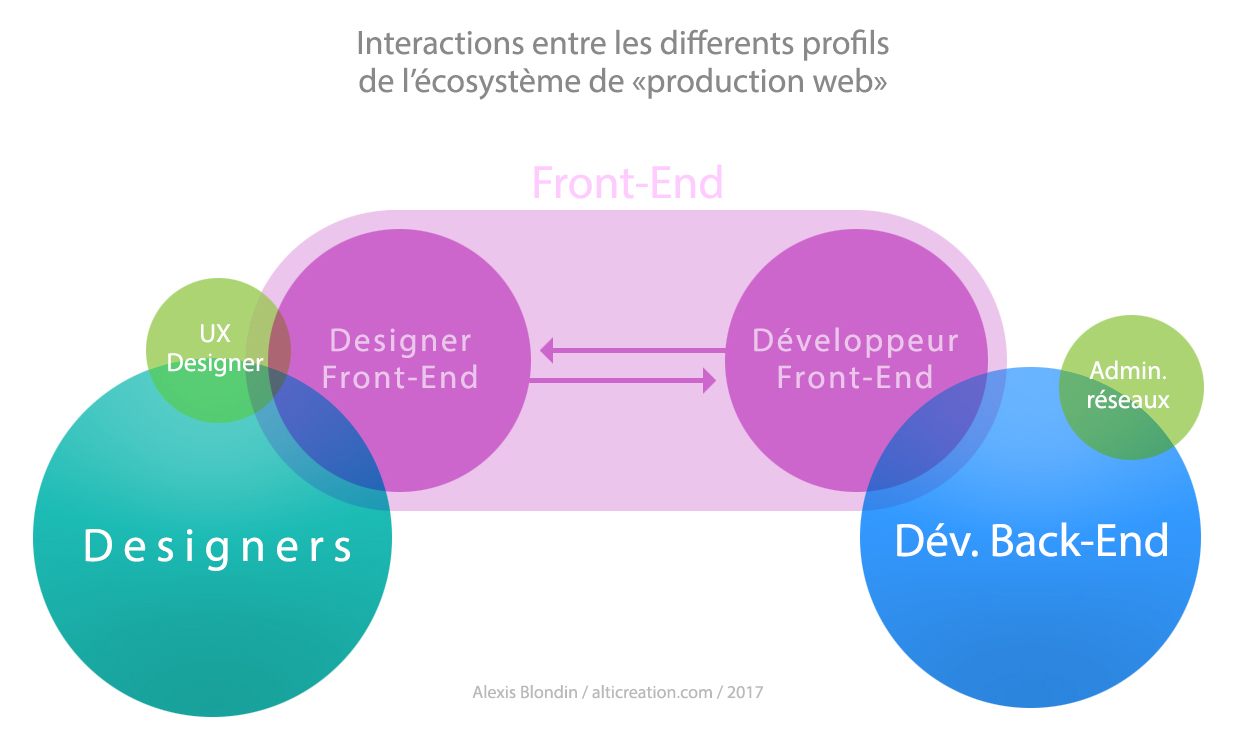 Interactions entre les differents profils
de l’écosystème de «production web»
Front-End
UX
Designer
Designer
Front-End
Développeur
Front-End
Admin.
réseaux
Designers
Dév. Back-End
Alexis Blondin / alticreation.com / 2017